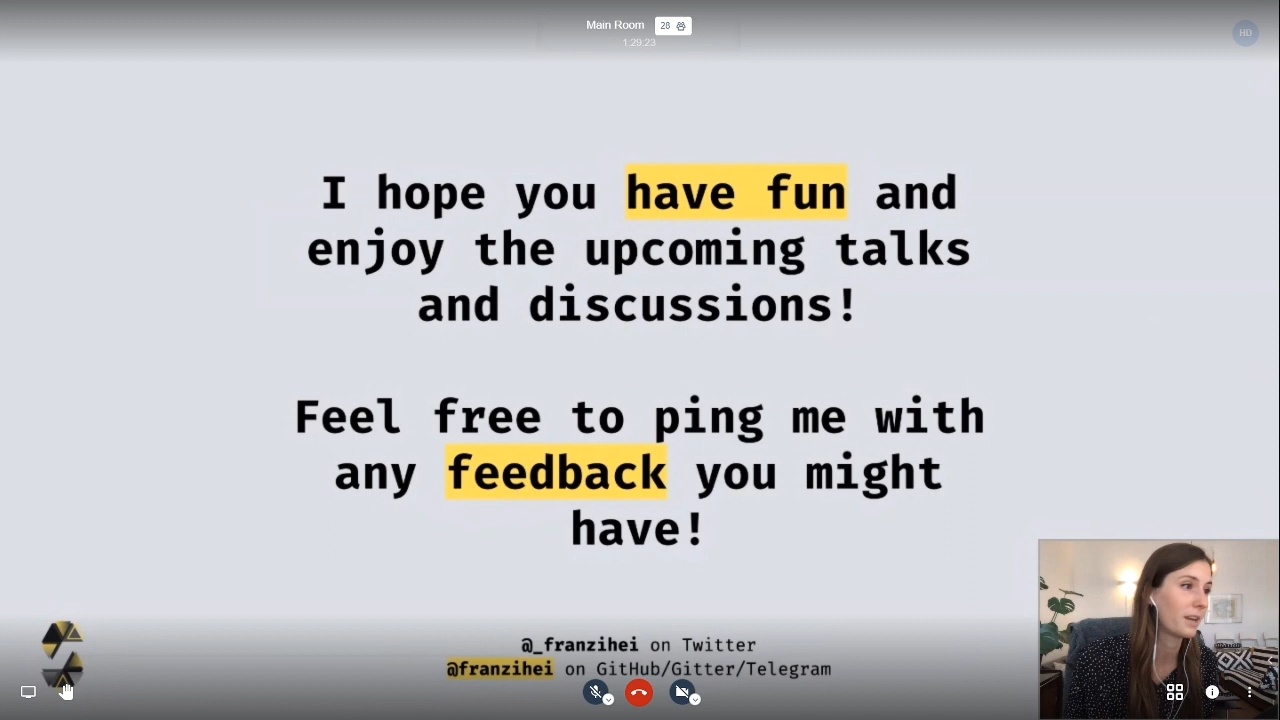 Main Room 28
1:29:23
HD
I hope you have fun and
enjoy the upcoming talks
and discussions!
Feel free to ping me with
any feedback you might
have!
@_franzihei on Twitter
@franzihei on GitHub/Gitter/Telegram